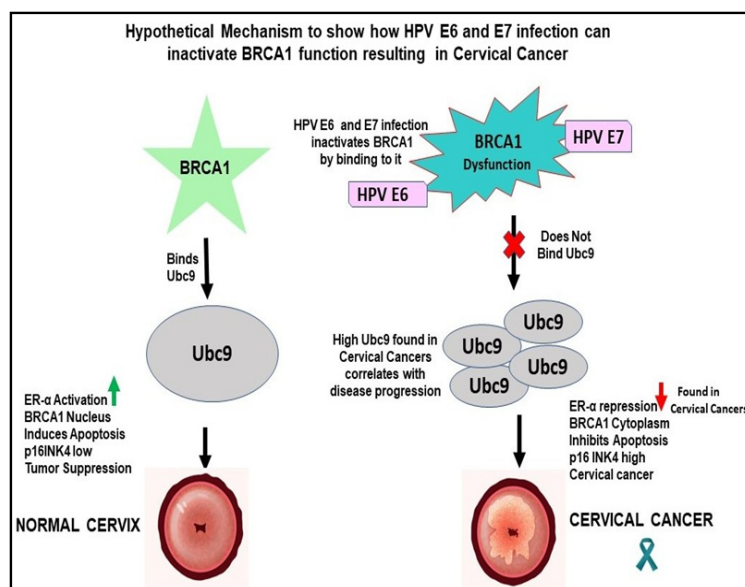 Hypothetical Mechanism to show how HPV E6 and E7 infection can
inactivate BRCA1 function resulting in Cervical Cancer
BRCA1
Binds
Ubc9
Ubc9
ER-α Activation
BRCA1 Nucleus
Induces Apoptosis
p16INK4 low
Tumor Suppression
NORMAL CERVIX
HPV E6 and E7 infection
inactivates BRCA1
by binding to it
BRCA1
Dysfunction
HPV E7
HPV E6
Does Not
Bind Ubc9
High Ubc9 found in
Cervical Cancers
correlates with
disease progression
Ubc9
Ubc9
Ubc9
Ubc9
ER-α repression
BRCA1 Cytoplasm
Inhibits Apoptosis
p16 INK4 high
Cervical cancer
Found in
Cervical Cancers
CERVICAL CANCER